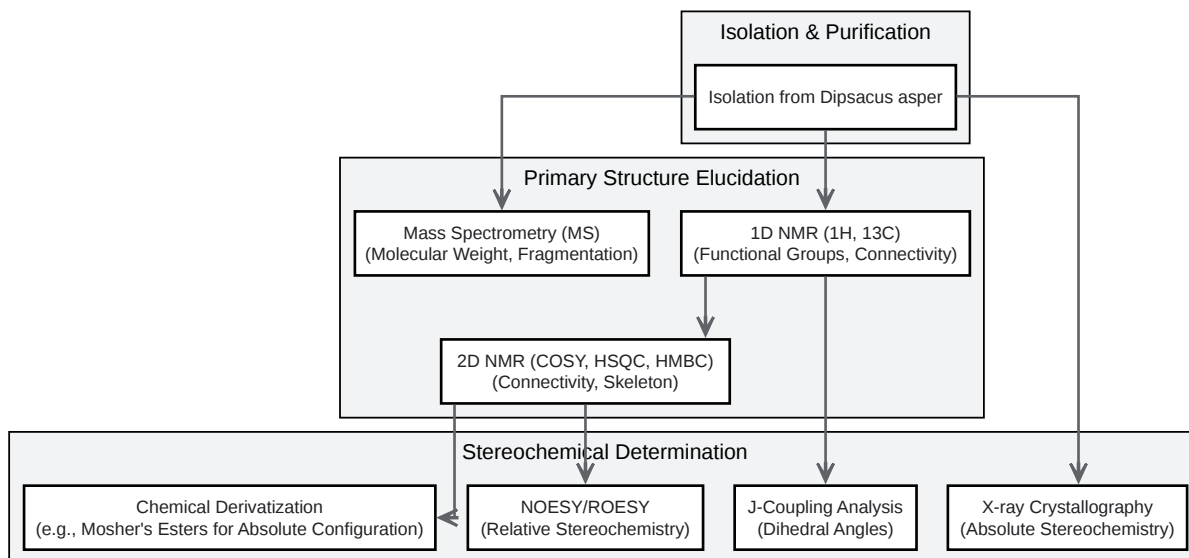 Isolation & Purification
Isolation from Dipsacus asper
Primary Structure Elucidation
Mass Spectrometry (MS)
(Molecular Weight, Fragmentation)
1D NMR (1H, 13C)
(Functional Groups, Connectivity)
2D NMR (COSY, HSQC, HMBC)
(Connectivity, Skeleton)
Stereochemical Determination
Chemical Derivatization
(e.g., Mosher's Esters for Absolute Configuration)
NOESY/ROESY
(Relative Stereochemistry)
J-Coupling Analysis
(Dihedral Angles)
X-ray Crystallography
(Absolute Stereochemistry)